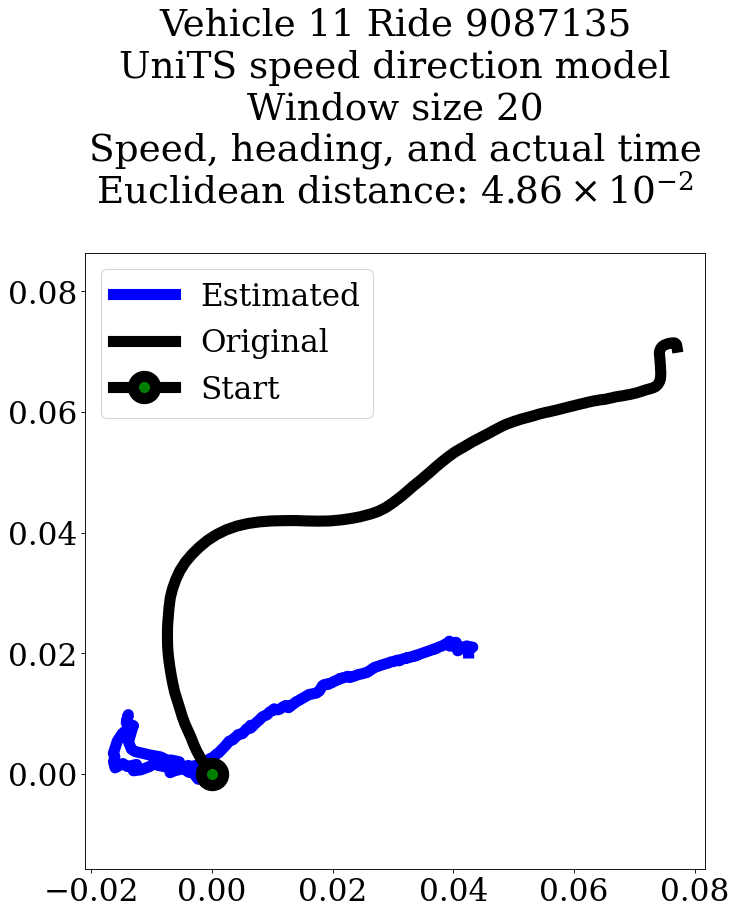 Vehicle 11 Ride 9087135
UniTS speed direction model
Window size 20
Speed, heading, and actual time
Euclidean distance: 4.86 × 10⁻²
Estimated
Original
Start
0.08
0.06
0.04
0.02
0.00
−0.02 0.00 0.02 0.04 0.06 0.08